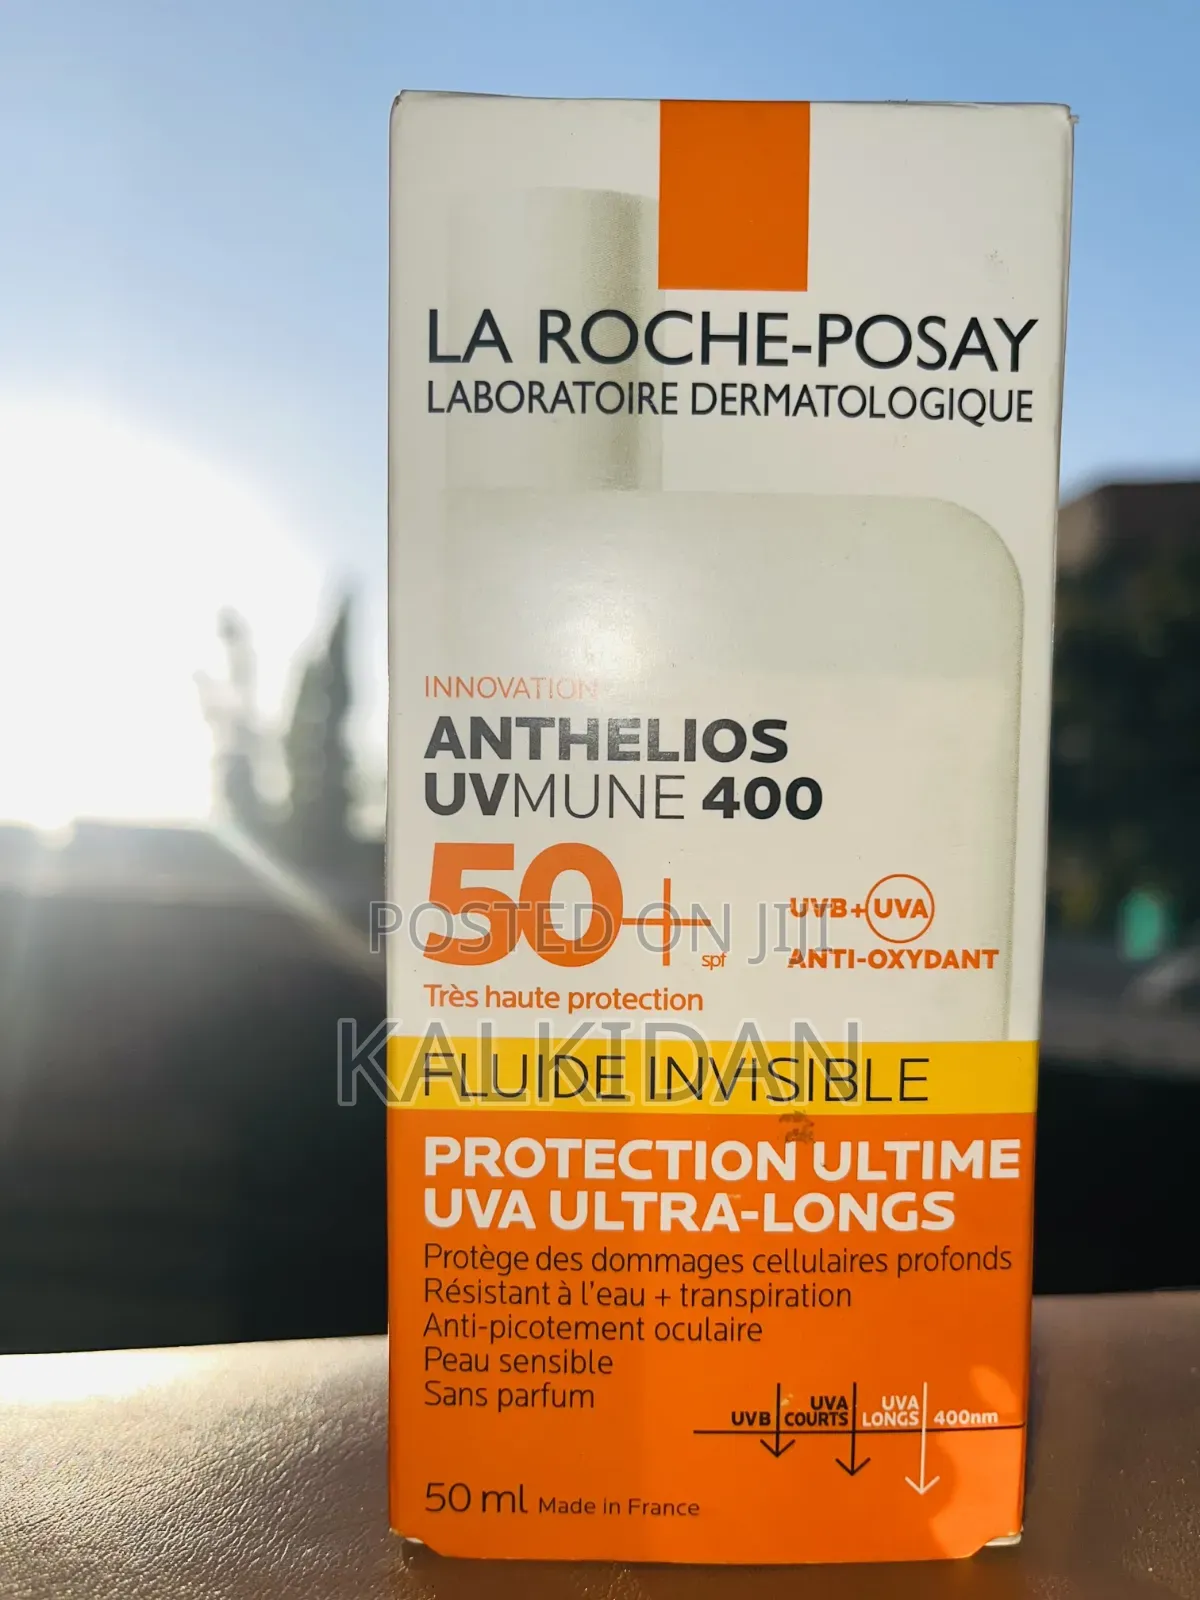 LA ROCHE-POSAY
LABORATOIRE DERMATOLOGIQUE
INNOVATION
ANTHELIOS
UVMUNE 400
50+ spf
UVB+UVA
ANTI-OXYDANT
POSTED ON JIJI
Très haute protection
KALKIDAN
FLUIDE INVISIBLE
PROTECTION ULTIME
UVA ULTRA-LONGS
Protège des dommages cellulaires profonds
Résistant à l'eau + transpiration
Anti-picotement oculaire
Peau sensible
Sans parfum
UVB UVA COURTS UVA LONGS 400nm
50 ml Made in France